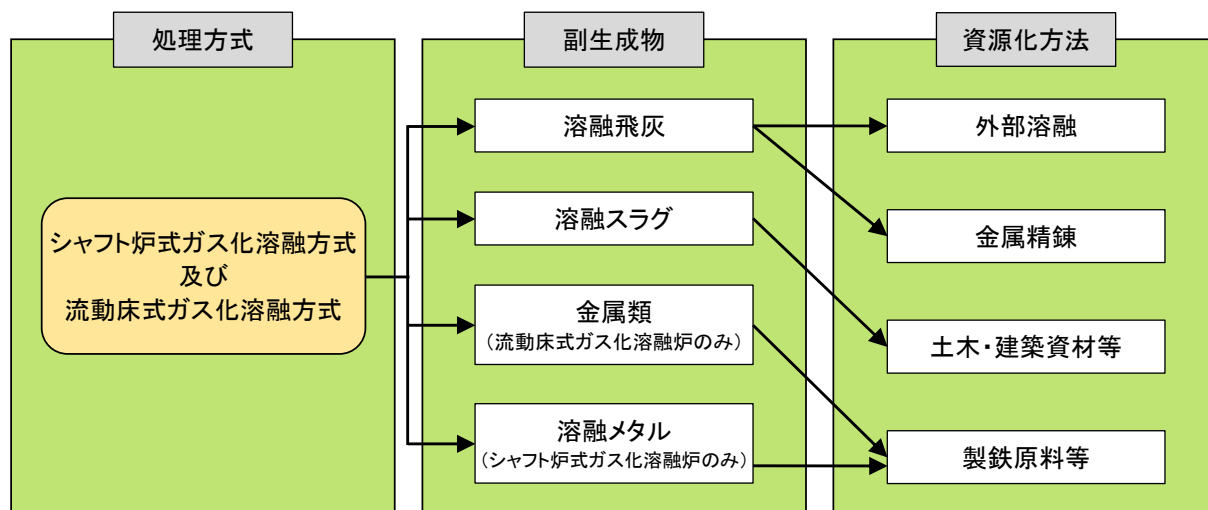 処理方式
副生成物
資源化方法
シャフト炉式ガス化溶融方式
及び
流動床式ガス化溶融方式
溶融飛灰
溶融スラグ
金属類
（流動床式ガス化溶融炉のみ）
溶融メタル
（シャフト炉式ガス化溶融炉のみ）
外部溶融
金属精錬
土木・建築資材等
製鉄原料等